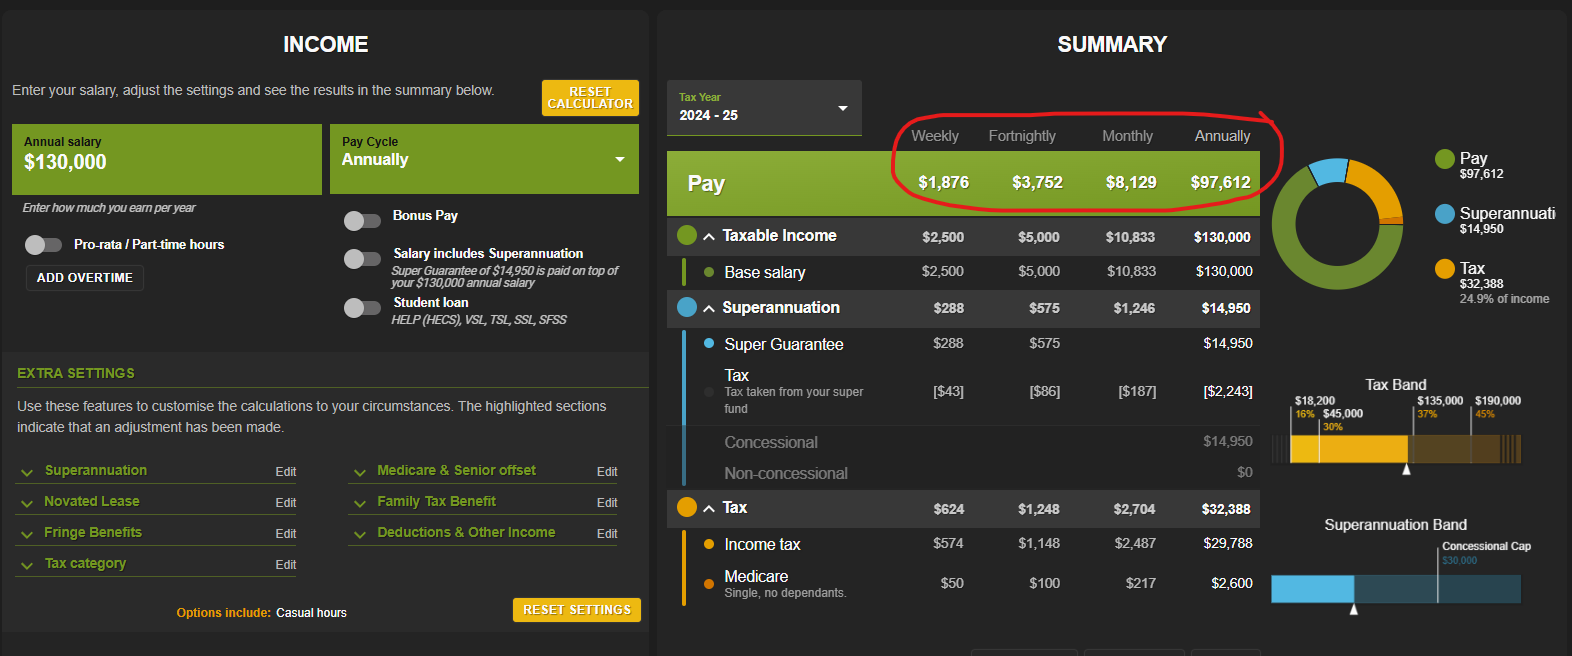 INCOME
Enter your salary, adjust the settings and see the results in the summary below.
RESET
CALCULATOR
Annual salary
$130,000
Pay Cycle
Annually
Enter how much you earn per year
Bonus Pay
Pro-rata / Part-time hours
ADD OVERTIME
Salary includes Superannuation
Super Guarantee of $14,950 is paid on top of
your $130,000 annual salary
Student loan
HELP (HECS), VSL, TSL, SSL, SFSS
EXTRA SETTINGS
Use these features to customise the calculations to your circumstances. The highlighted sections
indicate that an adjustment has been made.
Superannuation Edit
Medicare & Senior offset Edit
Novated Lease Edit
Family Tax Benefit Edit
Fringe Benefits Edit
Deductions & Other Income Edit
Tax category Edit
Options include: Casual hours
RESET SETTINGS
SUMMARY
Tax Year
2024 - 25
Weekly Fortnightly Monthly Annually
Pay $1,876 $3,752 $8,129 $97,612
Taxable Income $2,500 $5,000 $10,833 $130,000
Base salary $2,500 $5,000 $10,833 $130,000
Superannuation $288 $575 $1,246 $14,950
Super Guarantee $288 $575 $14,950
Tax
Tax taken from your super
fund
[$43] [$86] [$187] [$2,243]
Concessional $14,950
Non-concessional $0
Tax $624 $1,248 $2,704 $32,388
Income tax $574 $1,148 $2,487 $29,788
Medicare $50 $100 $217 $2,600
Single, no dependants.
Pay
$97,612
Superannuati
$14,950
Tax
$32,388
24.9% of income
Tax Band
$18,200 $135,000 $190,000
16% $45,000 37% 45%
30%
Superannuation Band
Concessional Cap
$30,000